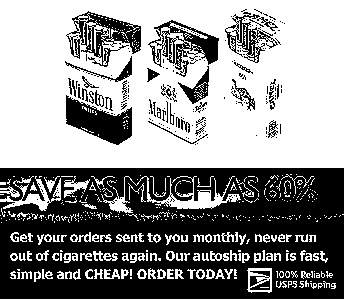 Winston
Marlboro
SAVE AS MUCH AS 60%
Get your orders sent to you monthly, never run
out of cigarettes again. Our autoship plan is fast,
simple and CHEAP! ORDER TODAY!
100% Reliable
USPS Shipping